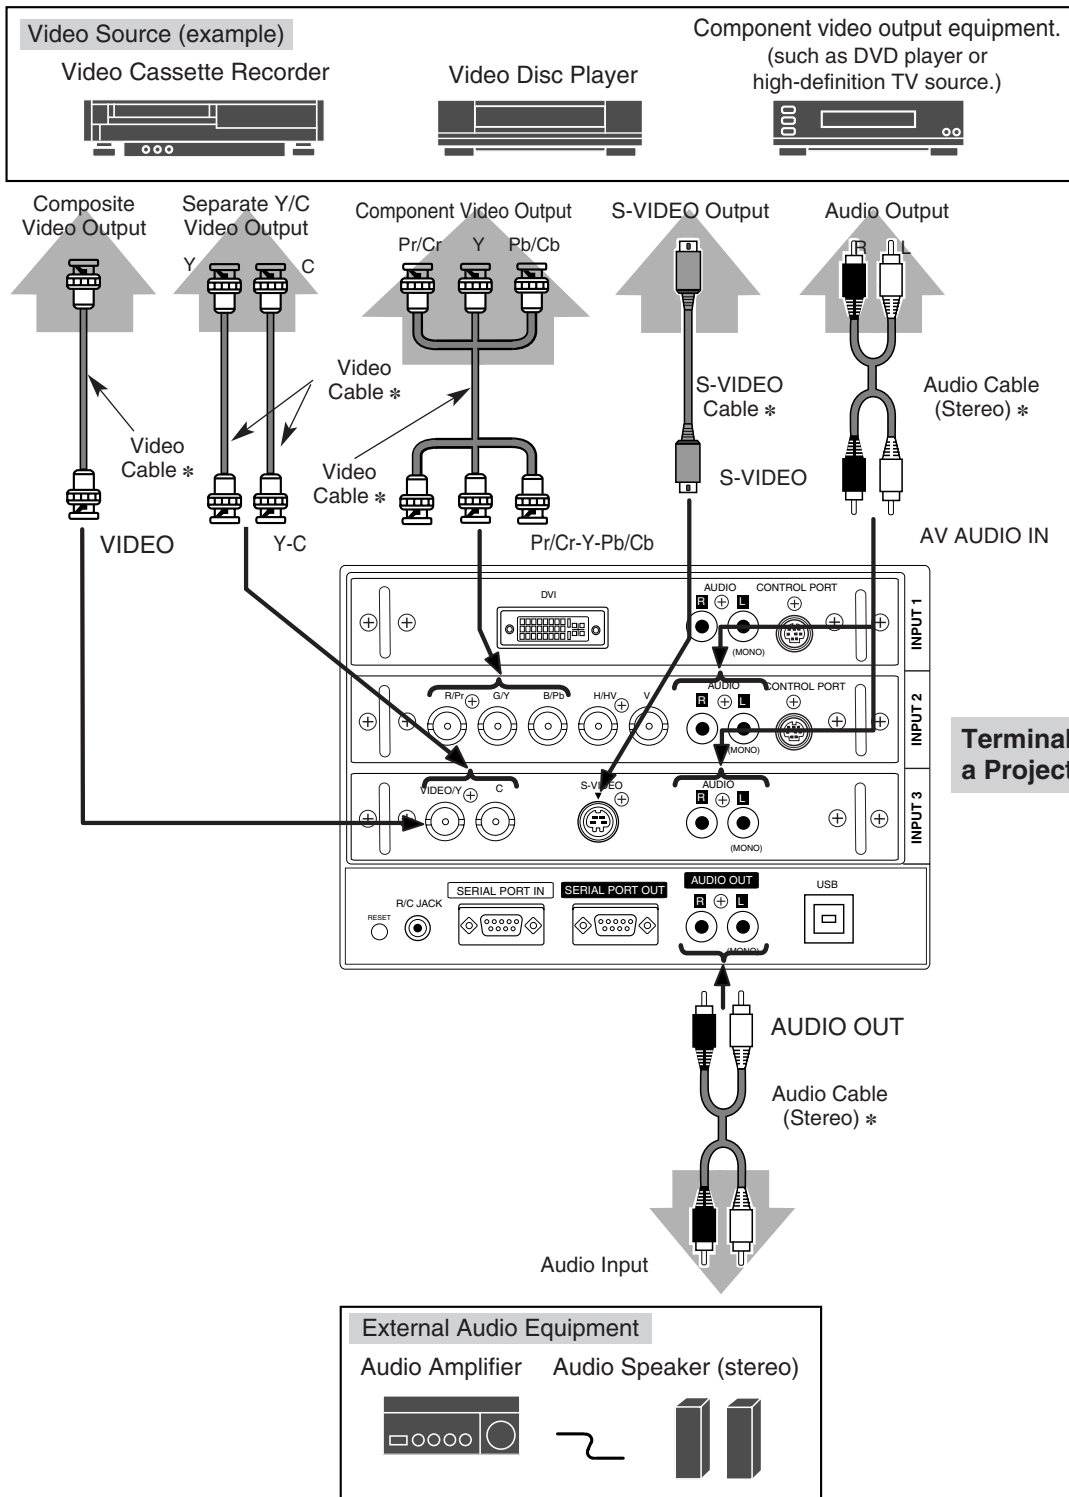 Video Source (example)
Video Cassette Recorder
Video Disc Player
Component video output equipment.
(such as DVD player or
high-definition TV source.)
Composite
Video Output
Separate Y/C
Video Output
Y
C
Component Video Output
Pr/Cr
Y
Pb/Cb
S-VIDEO Output
Audio Output
R
L
Video
Cable *
Video
Cable *
Video
Cable *
S-VIDEO
Cable *
Audio Cable
(Stereo) *
VIDEO
Y-C
Pr/Cr-Y-Pb/Cb
S-VIDEO
AV AUDIO IN
DVI
AUDIO
R
L
(MONO)
CONTROL PORT
INPUT 1
R/Pr
G/Y
B/Pb
H/HV
V
AUDIO
R
L
(MONO)
CONTROL PORT
INPUT 2
VIDEO/Y
C
S-VIDEO
AUDIO
R
L
(MONO)
INPUT 3
Terminal
a Project
RESET
R/C JACK
SERIAL PORT IN
SERIAL PORT OUT
AUDIO OUT
R
L
(MONO)
USB
AUDIO OUT
Audio Cable
(Stereo) *
Audio Input
External Audio Equipment
Audio Amplifier
Audio Speaker (stereo)